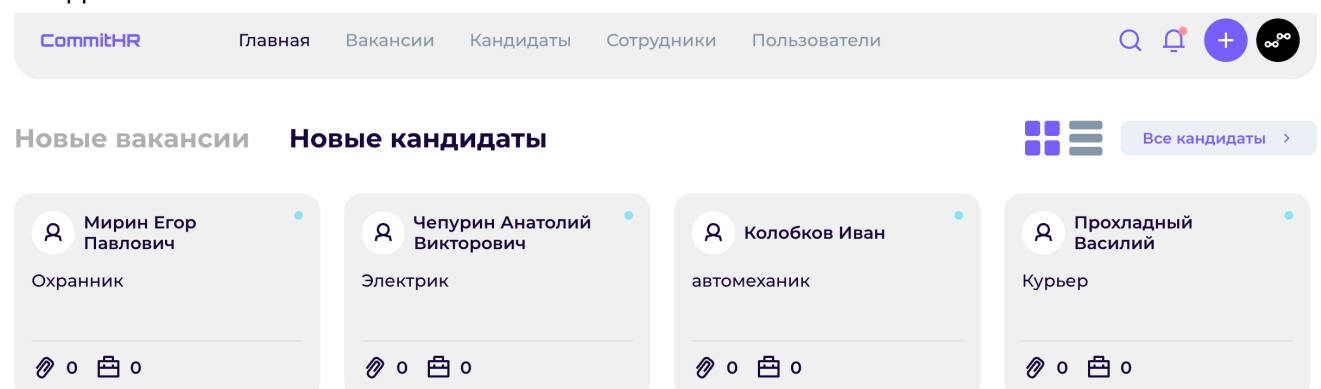 CommitHR Главная Вакансии Кандидаты Сотрудники Пользователи
Новые вакансии Новые кандидаты Все кандидаты
Мирин Егор
Павлович
Охранник
0 0
Чепурин Анатолий
Викторович
Электрик
0 0
Колобков Иван
автомеханик
0 0
Прохладный
Василий
Курьер
0 0